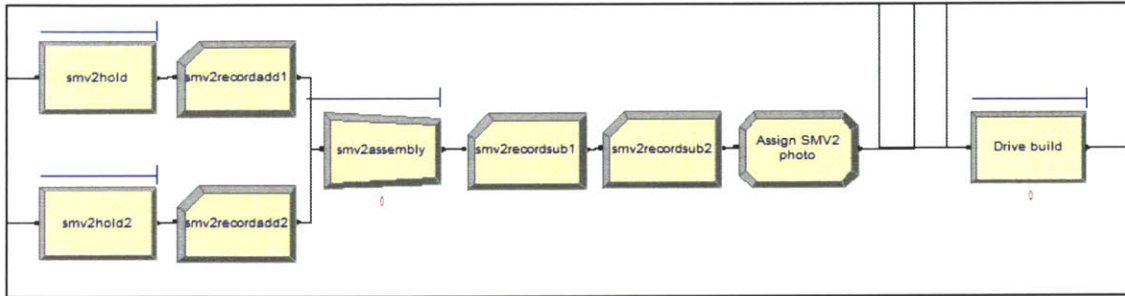 smv2hold
smv2recordadd1
smv2assembly
0
smv2recordsub1
smv2recordsub2
Assign SMV2
photo
Drive build
0
smv2hold2
smv2recordadd2